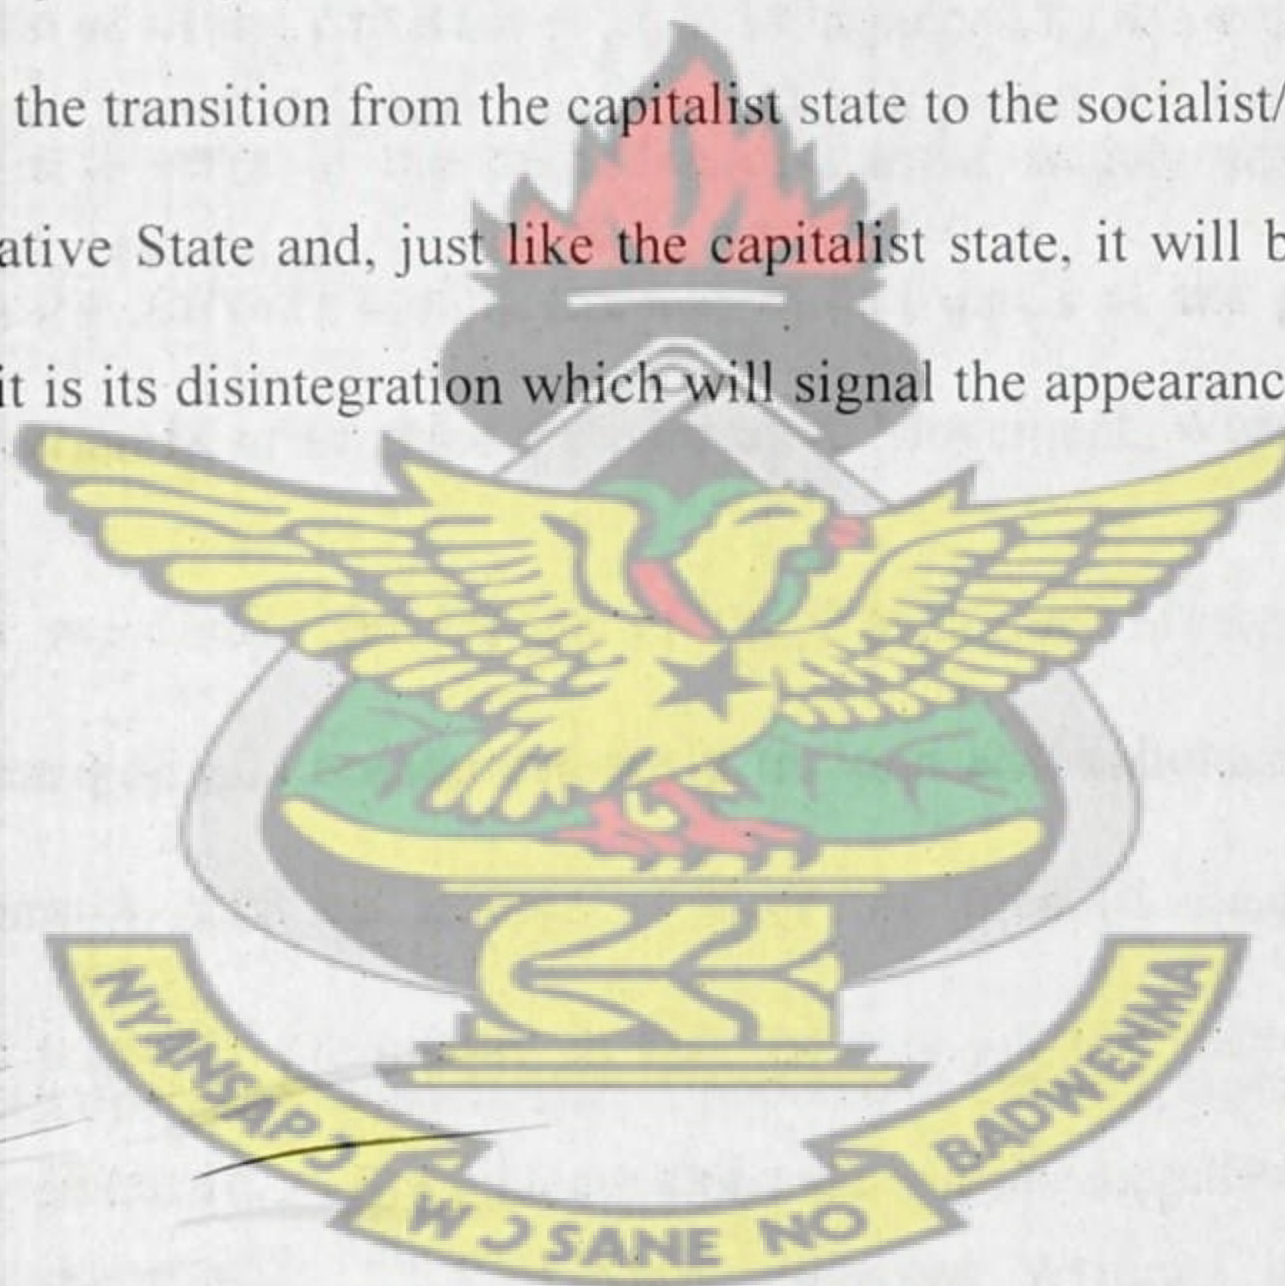 the transition from the capitalist state to the socialist/
ative State and, just like the capitalist state, it will b
it is its disintegration which will signal the appearanc
NYANSAPƆ
WƆSANE NO
BADWENMA